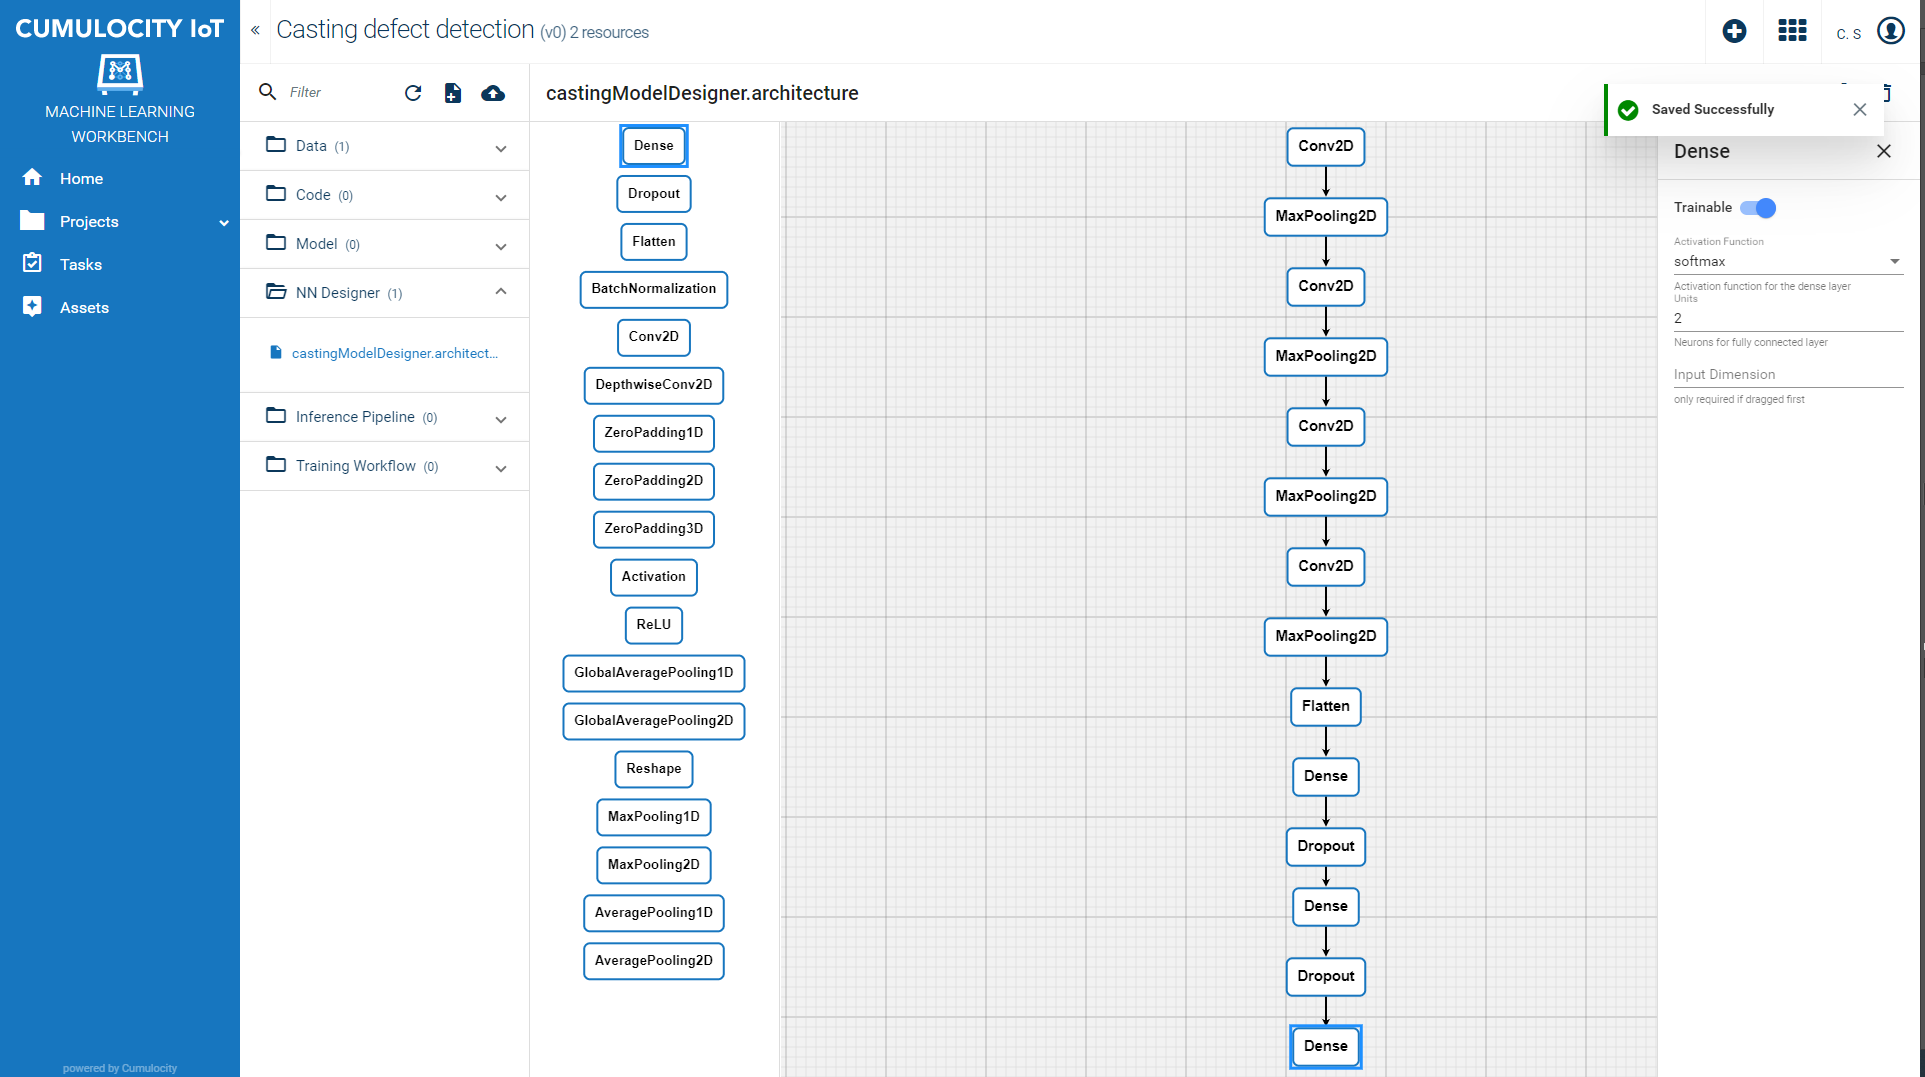 CUMULOCITY IoT
MACHINE LEARNING
WORKBENCH
Home
Projects
Tasks
Assets
powered by Cumulocity
«
Casting defect detection (v0) 2 resources
C. S
Filter
Data (1)
Code (0)
Model (0)
NN Designer (1)
castingModelDesigner.architect...
Inference Pipeline (0)
Training Workflow (0)
castingModelDesigner.architecture
Dense
Dropout
Flatten
BatchNormalization
Conv2D
DepthwiseConv2D
ZeroPadding1D
ZeroPadding2D
ZeroPadding3D
Activation
ReLU
GlobalAveragePooling1D
GlobalAveragePooling2D
Reshape
MaxPooling1D
MaxPooling2D
AveragePooling1D
AveragePooling2D
Conv2D
MaxPooling2D
Conv2D
MaxPooling2D
Conv2D
MaxPooling2D
Conv2D
MaxPooling2D
Flatten
Dense
Dropout
Dense
Dropout
Dense
Saved Successfully
Dense
Trainable
Activation Function
softmax
Activation function for the dense layer
Units
2
Neurons for fully connected layer
Input Dimension
only required if dragged first